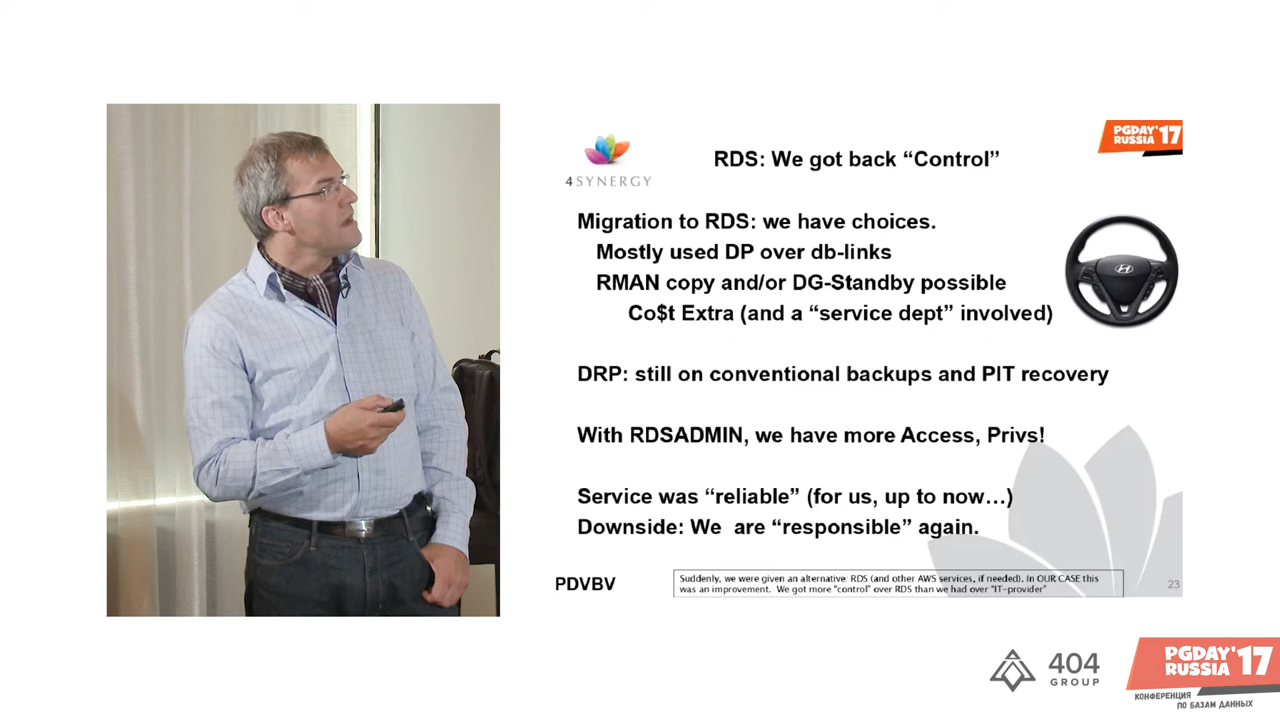 PGDAY'17
RUSSIA
4SYNERGY
RDS: We got back “Control”
Migration to RDS: we have choices.
Mostly used DP over db-links
RMAN copy and/or DG-Standby possible
Co$t Extra (and a “service dept” involved)
DRP: still on conventional backups and PIT recovery
With RDSADMIN, we have more Access, Privs!
Service was “reliable” (for us, up to now…)
Downside: We are “responsible” again.
PDVBV
Suddenly, we were given an alternative: RDS (and other AWS services, if needed). In OUR CASE this
was an improvement. We got more “control” over RDS than we had over “IT-provider”
23
404
GROUP
PGDAY'17
RUSSIA
КОНФЕРЕНЦИЯ
ПО БАЗАМ ДАННЫХ